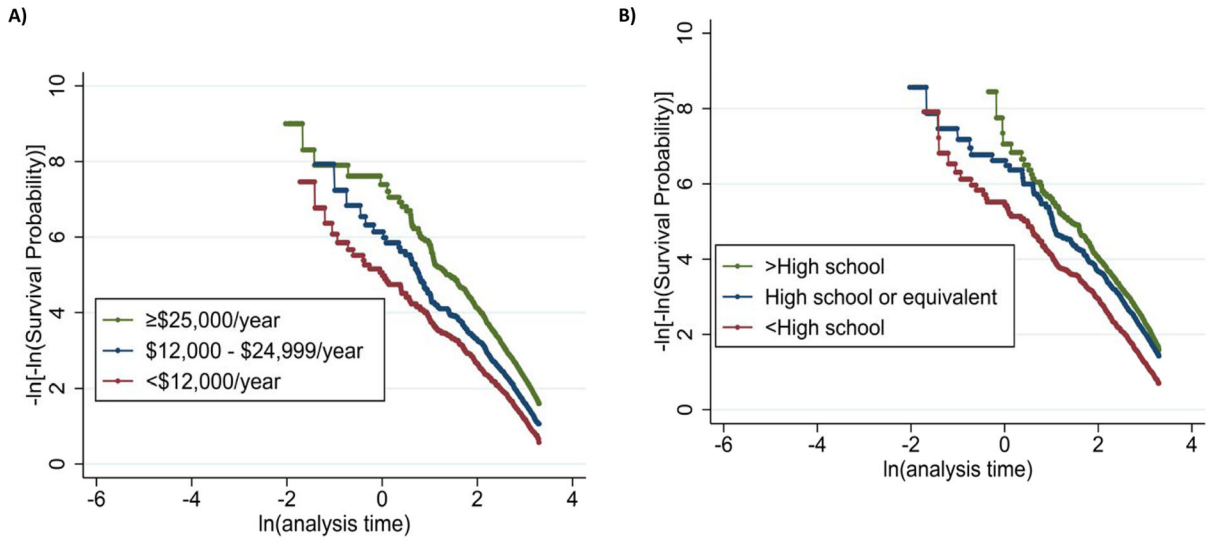 A)
-ln[-ln(Survival Probability)]
10
8
6
4
2
0
≥$25,000/year
$12,000 - $24,999/year
<$12,000/year
-6 -4 -2 0 2 4
ln(analysis time)
B)
-ln[-ln(Survival Probability)]
10
8
6
4
2
0
>High school
High school or equivalent
<High school
-6 -4 -2 0 2 4
ln(analysis time)